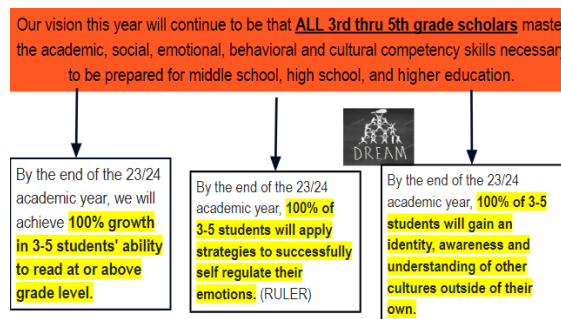 Our vision this year will continue to be that ALL 3rd thru 5th grade scholars maste
the academic, social, emotional, behavioral and cultural competency skills necessary
to be prepared for middle school, high school, and higher education.
DREAM
By the end of the 23/24
academic year, we will
achieve 100% growth
in 3-5 students' ability
to read at or above
grade level.
By the end of the 23/24
academic year, 100% of
3-5 students will apply
strategies to successfully
self regulate their
emotions. (RULER)
By the end of the 23/24
academic year, 100% of 3-5
students will gain an
identity, awareness and
understanding of other
cultures outside of their
own.